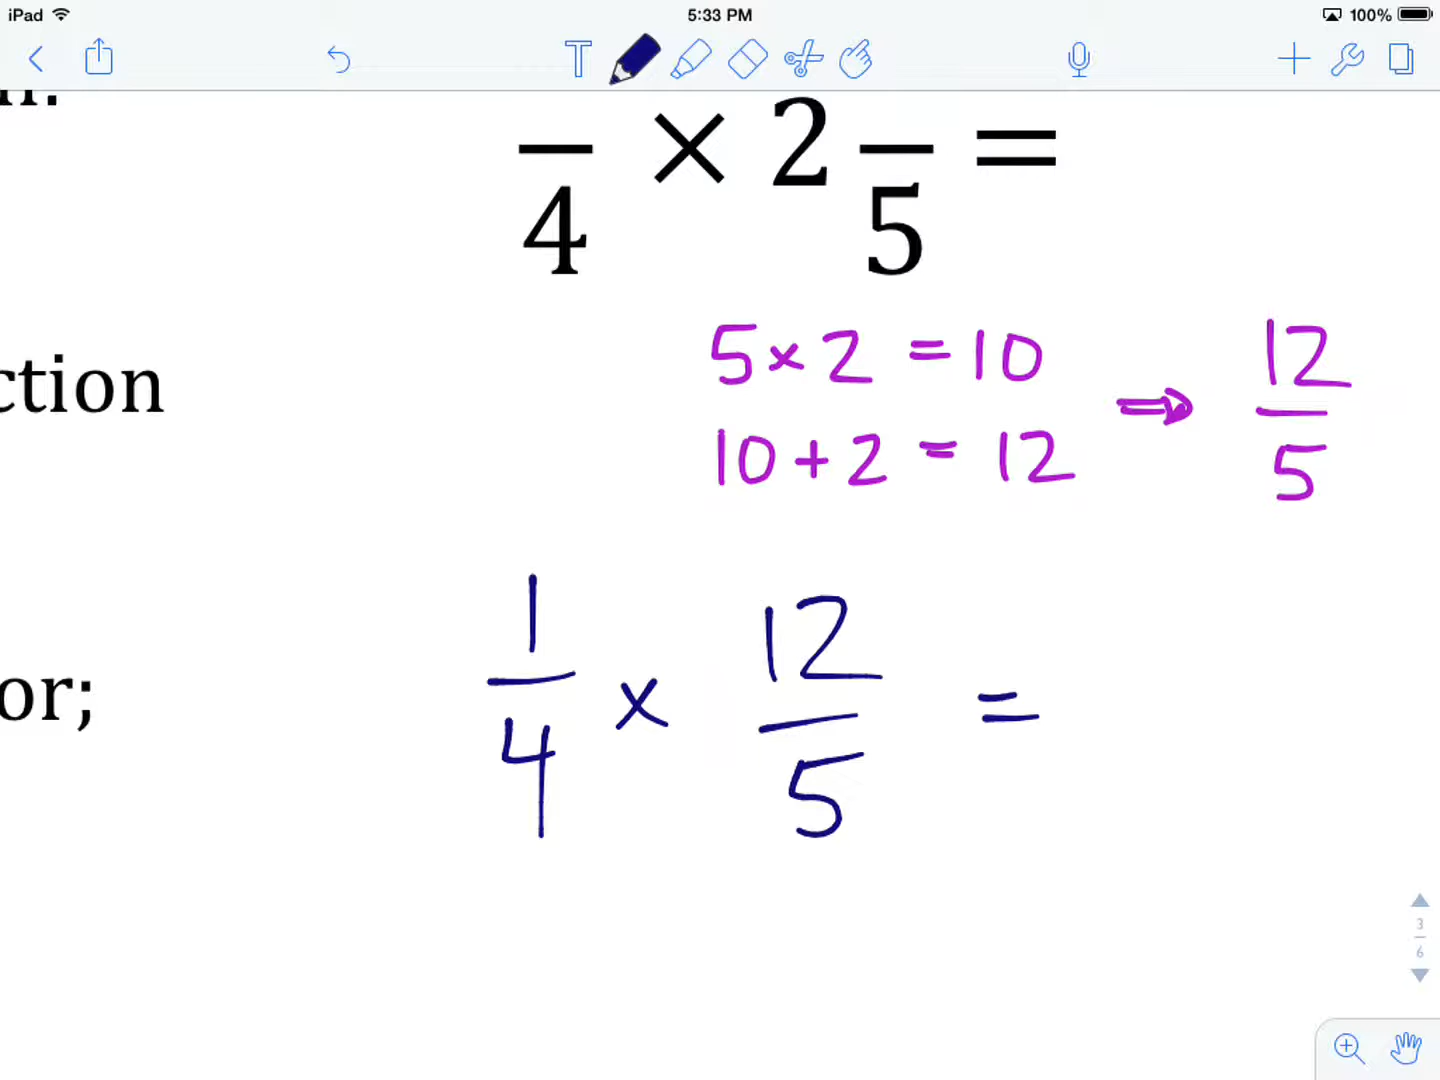 iPad 5:33 PM 100%
T
n.
— × 2 — =
4 5
5 × 2 = 10
ction
10 + 2 = 12
⇒ 12/5
or;
1/4 × 12/5 =
3
6